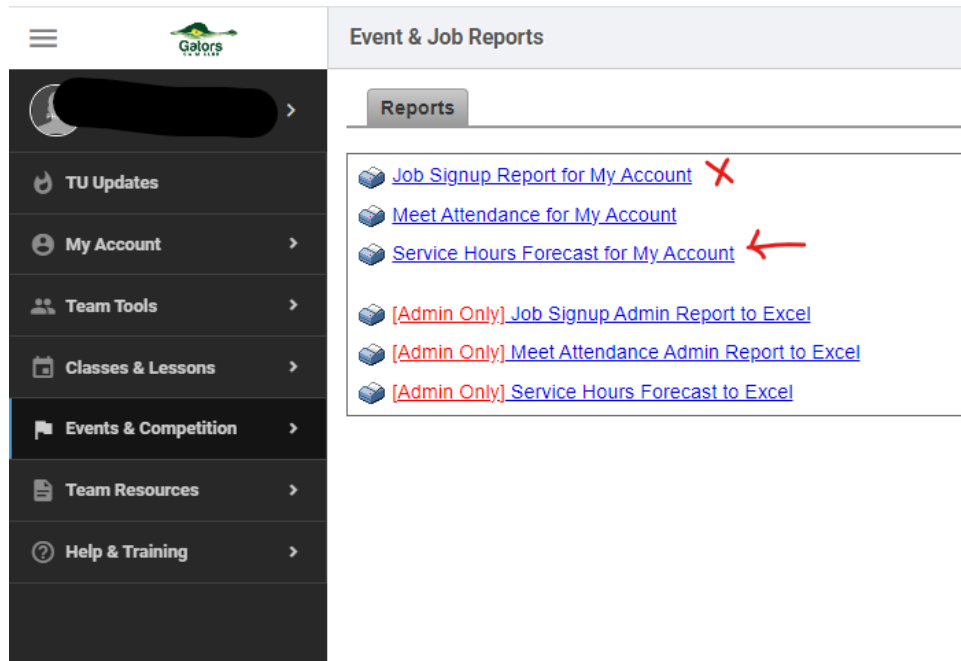 Gators
Event & Job Reports
Reports
TU Updates
My Account
Team Tools
Classes & Lessons
Events & Competition
Team Resources
Help & Training
Job Signup Report for My Account
Meet Attendance for My Account
Service Hours Forecast for My Account
[Admin Only] Job Signup Admin Report to Excel
[Admin Only] Meet Attendance Admin Report to Excel
[Admin Only] Service Hours Forecast to Excel